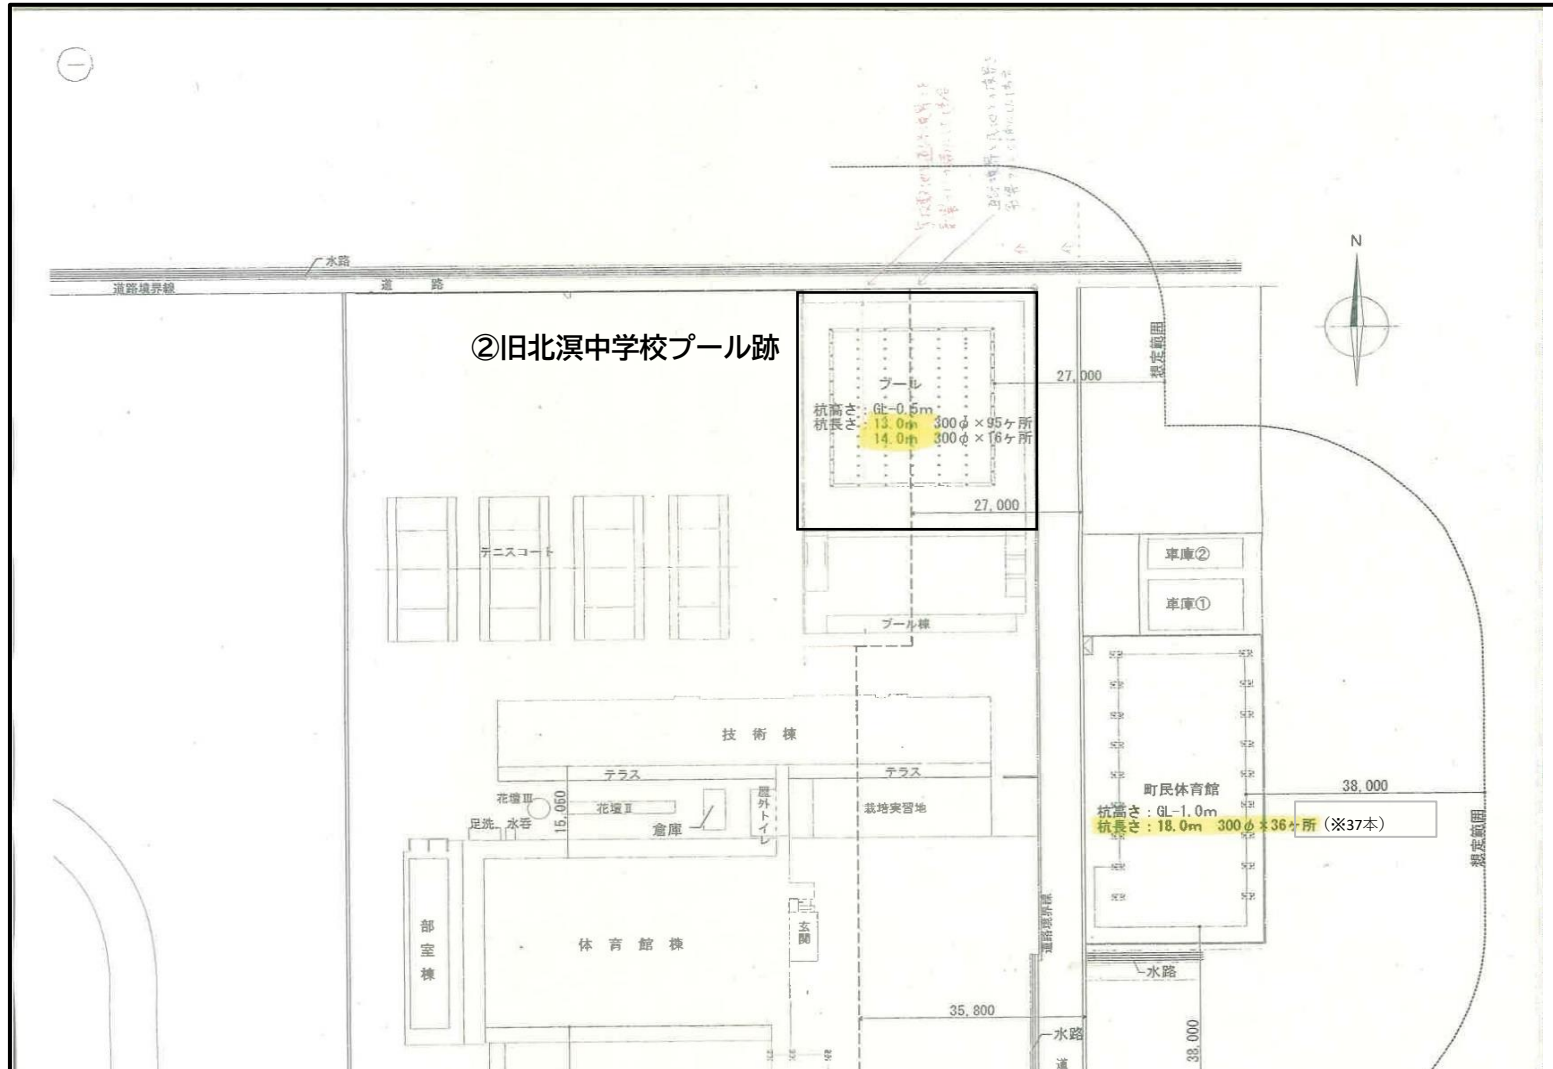 一
N
水路
道路境界線
道路
②旧北溟中学校プール跡
想定範囲
プール
27,000
杭高さ：GL-0.5m
杭長さ：13.0m 300φ×95ケ所
14.0m 300φ×16ケ所
27,000
テニスコート
車庫②
車庫①
プール棟
技術棟
テラス
テラス
町民体育館
38,000
花壇Ⅲ
花壇Ⅱ
倉庫
屋外トイレ
栽培実習地
15,060
足洗 水呑
杭高さ：GL-1.0m
杭長さ：18.0m 300φ×36ヶ所 (※37本)
想定範囲
部室棟
体育館棟
玄関
道路境界線
水路
35,800
水路
38,000
道